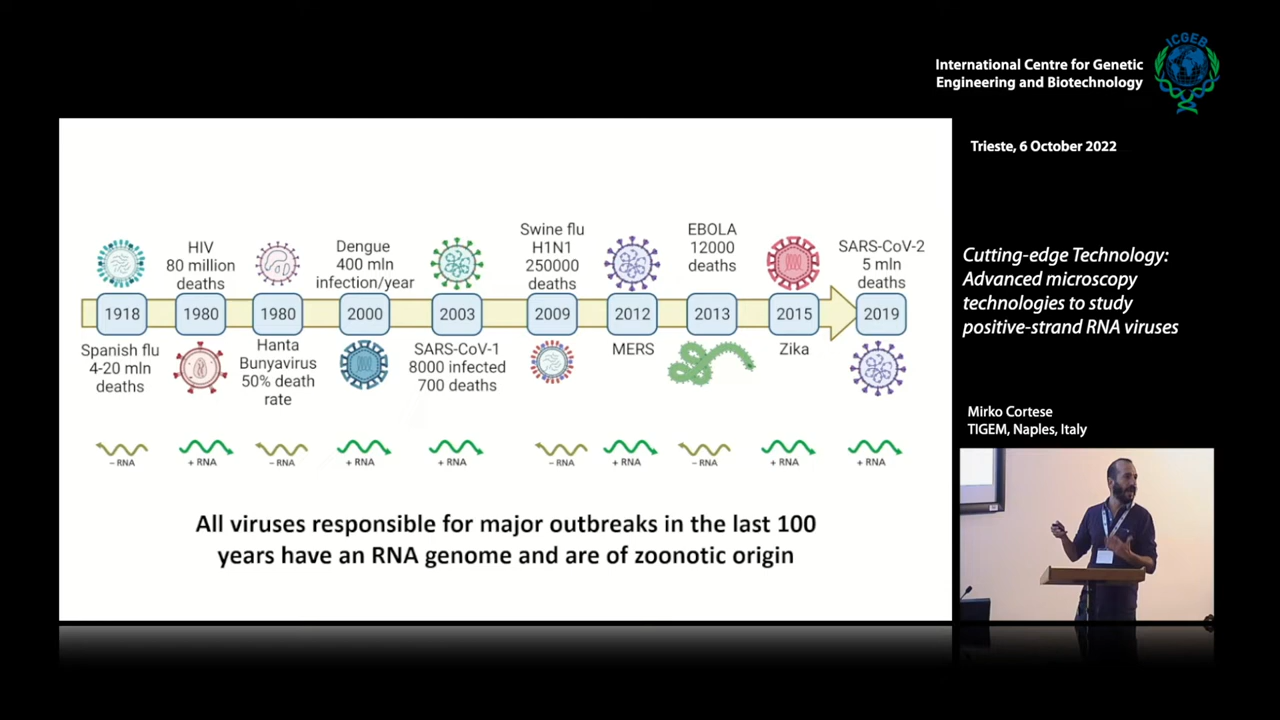 ICGEB
International Centre for Genetic
Engineering and Biotechnology
Trieste, 6 October 2022
Cutting-edge Technology:
Advanced microscopy
technologies to study
positive-strand RNA viruses
Mirko Cortese
TIGEM, Naples, Italy
HIV
80 million
deaths
Dengue
400 mln
infection/year
Swine flu
H1N1
250000
deaths
EBOLA
12000
deaths
SARS-CoV-2
5 mln
deaths
1918
1980
1980
2000
2003
2009
2012
2013
2015
2019
Spanish flu
4-20 mln
deaths
Hanta
Bunyavirus
50% death
rate
SARS-CoV-1
8000 infected
700 deaths
MERS
Zika
– RNA
+ RNA
– RNA
+ RNA
+ RNA
– RNA
+ RNA
– RNA
+ RNA
+ RNA
All viruses responsible for major outbreaks in the last 100
years have an RNA genome and are of zoonotic origin